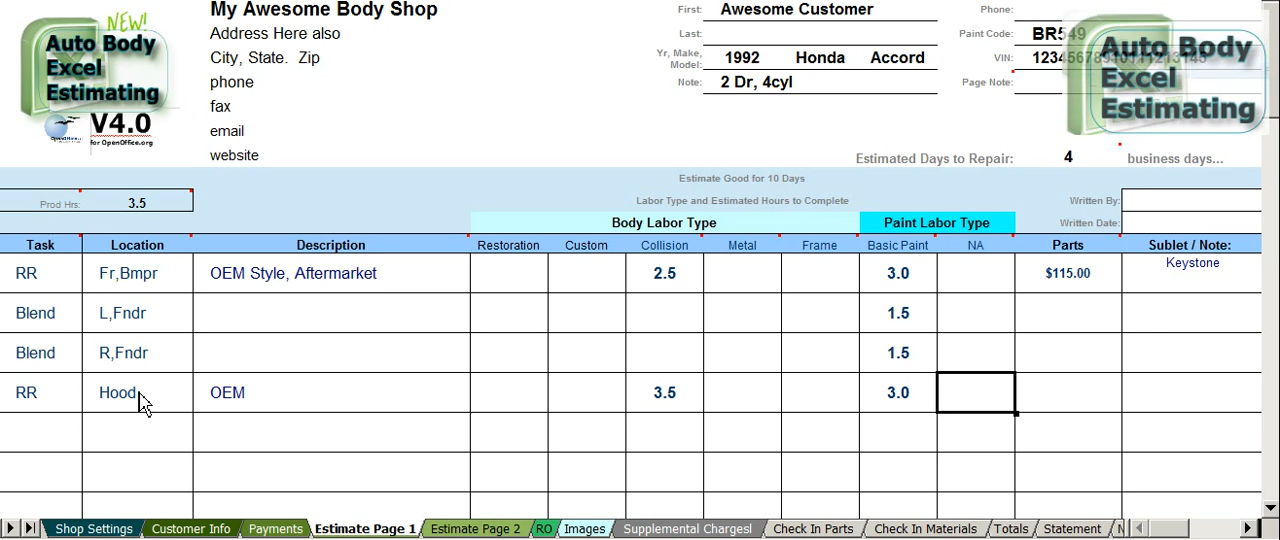 NEW!
Auto Body
Excel
Estimating
V4.0
for OpenOffice.org
My Awesome Body Shop
Address Here also
City, State. Zip
phone
fax
email
website
First: Awesome Customer
Last:
Yr, Make, Model: 1992 Honda Accord
Note: 2 Dr, 4cyl
Phone:
Paint Code: BR549
VIN: 1234567891011121314
Page Note:
Auto Body
Excel
Estimating
Estimated Days to Repair: 4 business days...
Estimate Good for 10 Days
Prod Hrs: 3.5 Labor Type and Estimated Hours to Complete Written By:
Body Labor Type Paint Labor Type Written Date:
Task Location Description Restoration Custom Collision Metal Frame Basic Paint NA Parts Sublet / Note:
RR Fr,Bmpr OEM Style, Aftermarket 2.5 3.0 $115.00 Keystone
Blend L,Fndr 1.5
Blend R,Fndr 1.5
RR Hood OEM 3.5 3.0
Shop Settings Customer Info Payments Estimate Page 1 Estimate Page 2 RO Images Supplemental Charges! Check In Parts Check In Materials Totals Statement